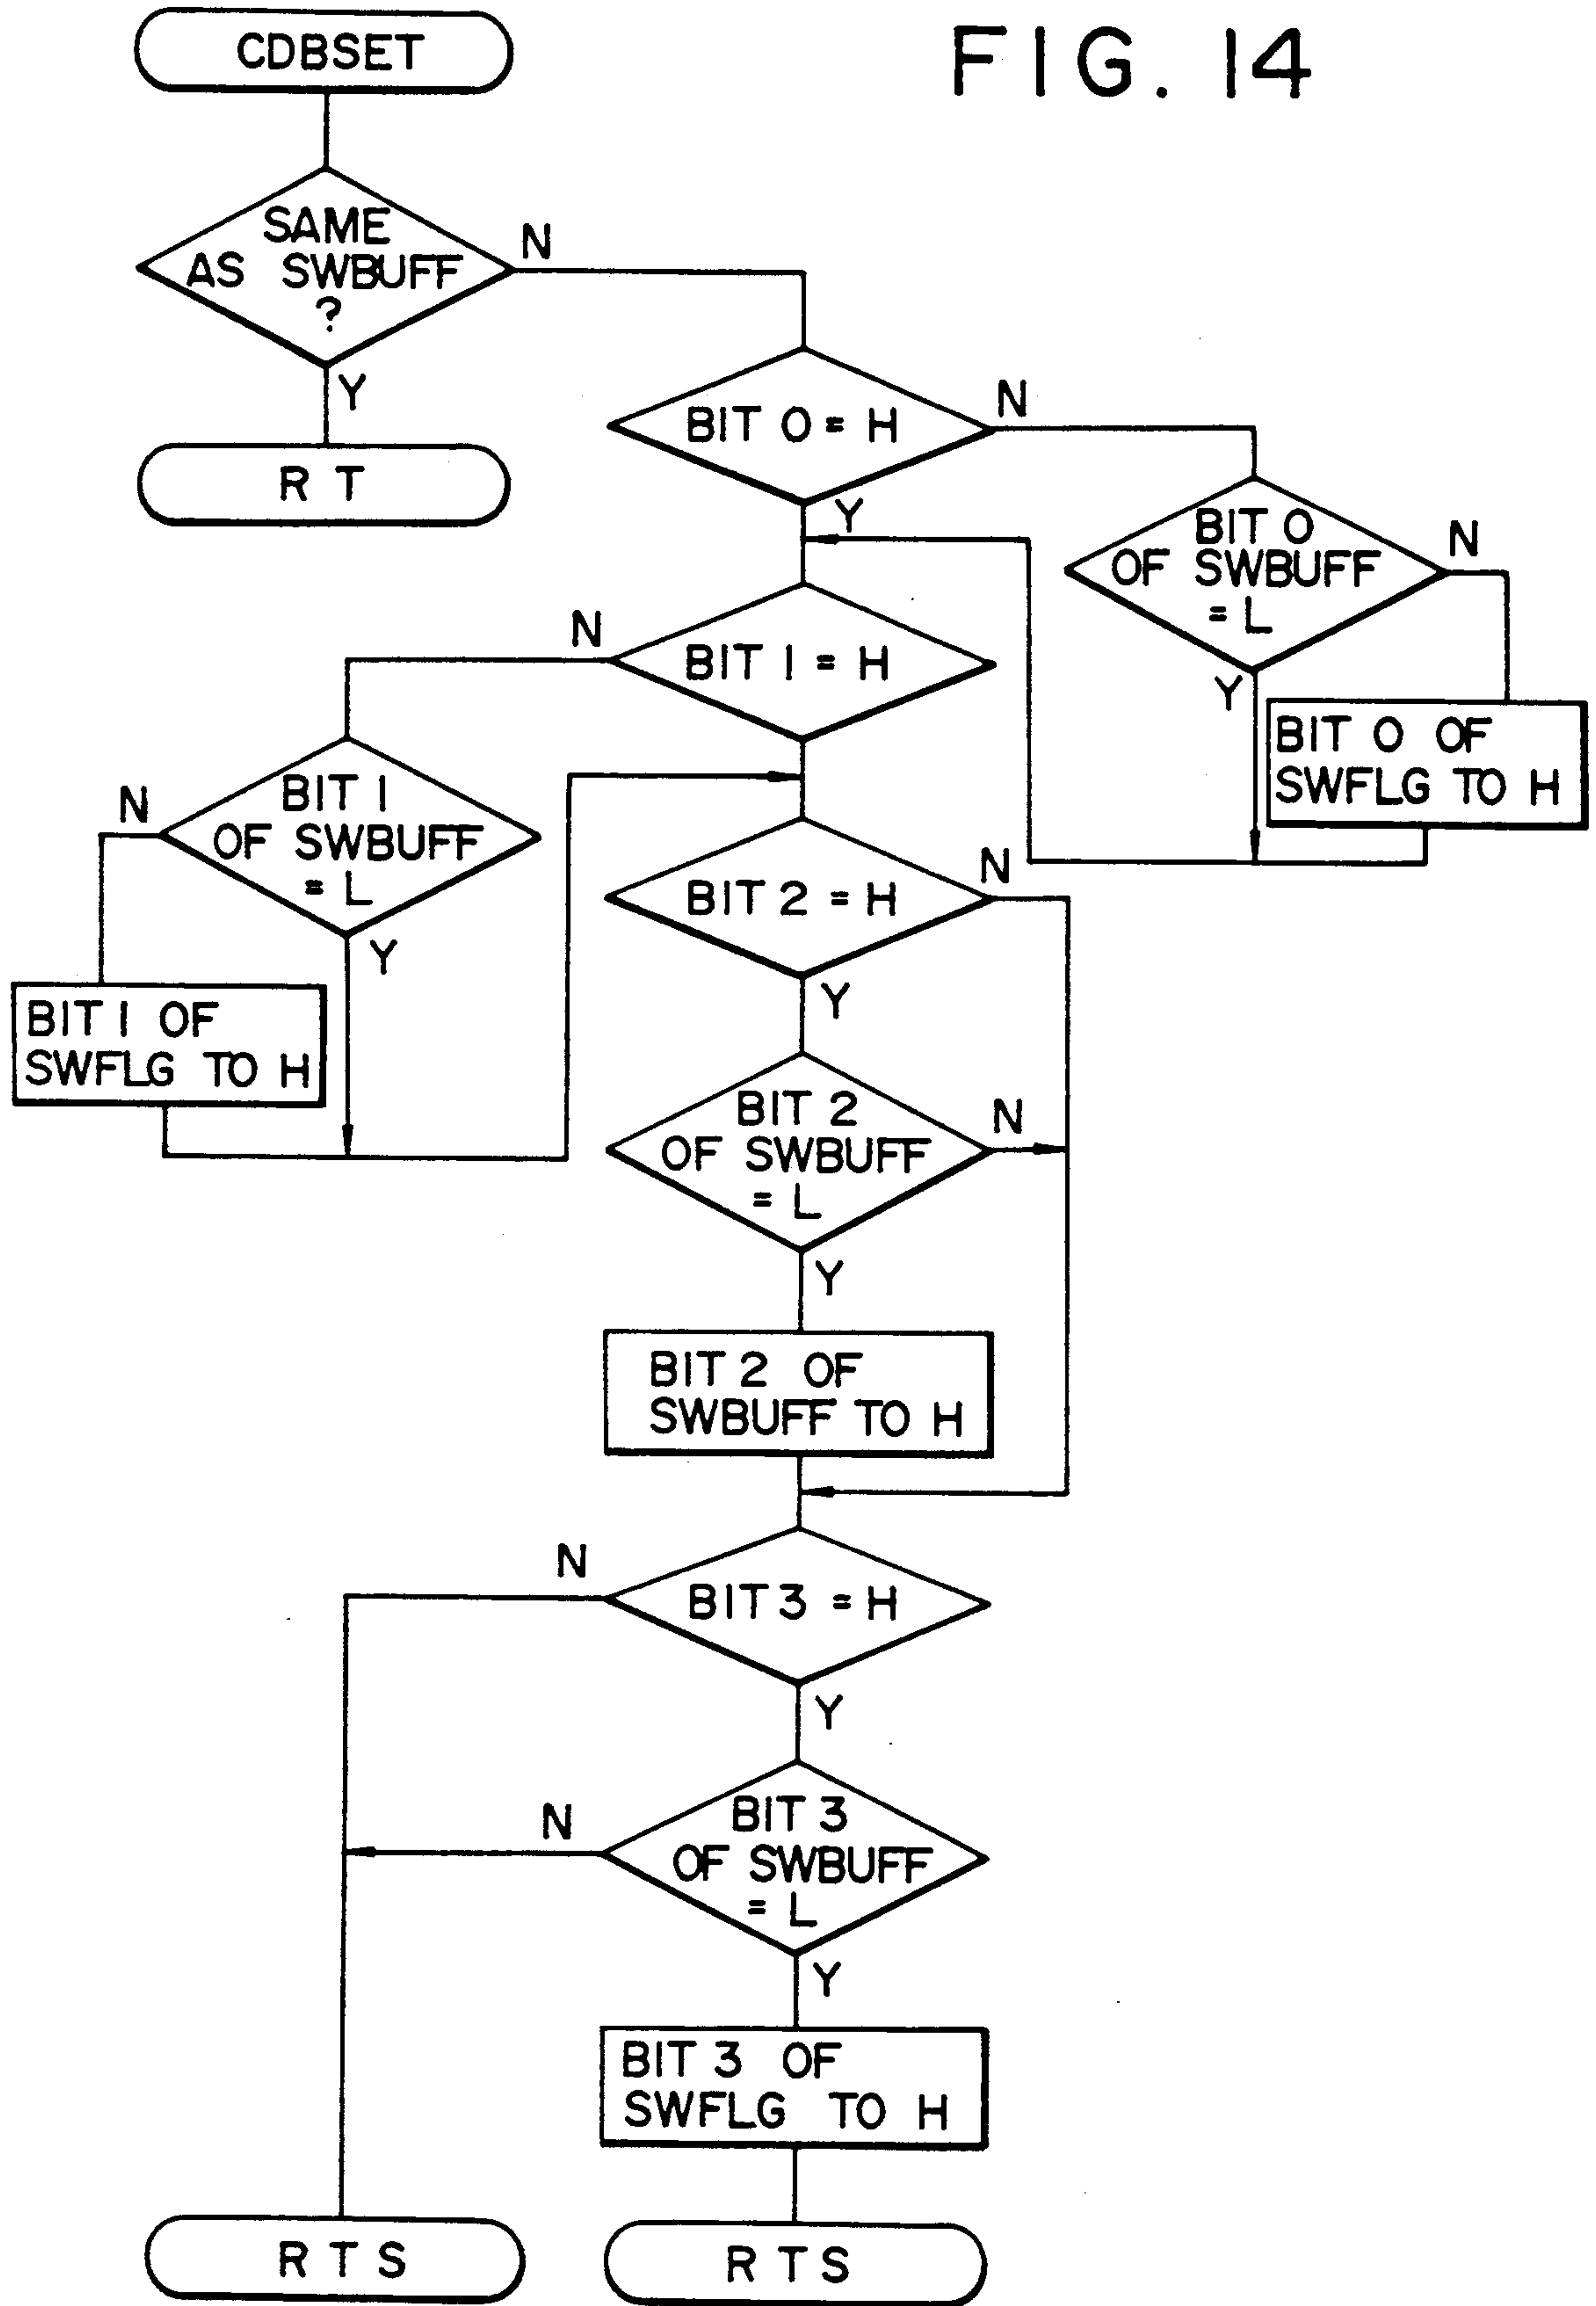 CDBSET
FIG. 14
SAME
AS SWBUFF
?
N
Y
RT
BIT 0 = H
N
Y
BIT 0
OF SWBUFF
= L
N
Y
BIT 0 OF
SWFLG TO H
BIT 1 = H
N
BIT 1
OF SWBUFF
= L
N
Y
BIT 1 OF
SWFLG TO H
BIT 2 = H
N
Y
BIT 2
OF SWBUFF
= L
N
Y
BIT 2 OF
SWBUFF TO H
BIT 3 = H
N
Y
BIT 3
OF SWBUFF
= L
N
Y
BIT 3 OF
SWFLG TO H
RTS
RTS